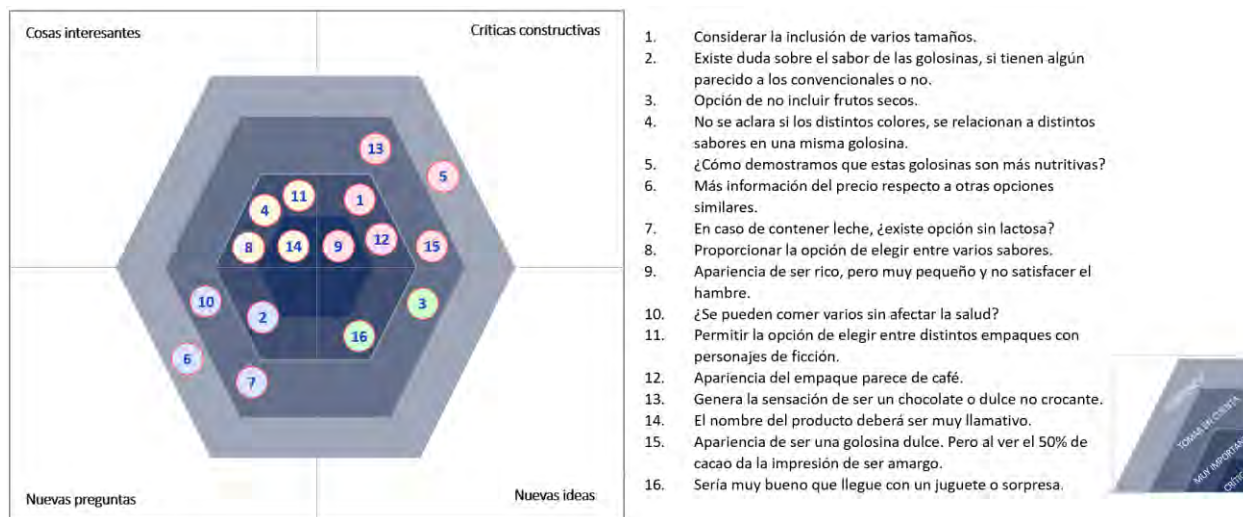 Cosas interesantes
Críticas constructivas
13
5
11
1
4
12
8
14
9
15
10
3
2
16
6
7
Nuevas preguntas
Nuevas ideas
1. Considerar la inclusión de varios tamaños.
2. Existe duda sobre el sabor de las golosinas, si tienen algún
parecido a los convencionales o no.
3. Opción de no incluir frutos secos.
4. No se aclara si los distintos colores, se relacionan a distintos
sabores en una misma golosina.
5. ¿Cómo demostramos que estas golosinas son más nutritivas?
6. Más información del precio respecto a otras opciones
similares.
7. En caso de contener leche, ¿existe opción sin lactosa?
8. Proporcionar la opción de elegir entre varios sabores.
9. Apariencia de ser rico, pero muy pequeño y no satisfacer el
hambre.
10. ¿Se pueden comer varios sin afectar la salud?
11. Permitir la opción de elegir entre distintos empaques con
personajes de ficción.
12. Apariencia del empaque parece de café.
13. Genera la sensación de ser un chocolate o dulce no crocante.
14. El nombre del producto deberá ser muy llamativo.
15. Apariencia de ser una golosina dulce. Pero al ver el 50% de
cacao da la impresión de ser amargo.
16. Sería muy bueno que llegue con un juguete o sorpresa.
TOMAR EN CUENTA
MUY IMPORTAN
CRÍTIC